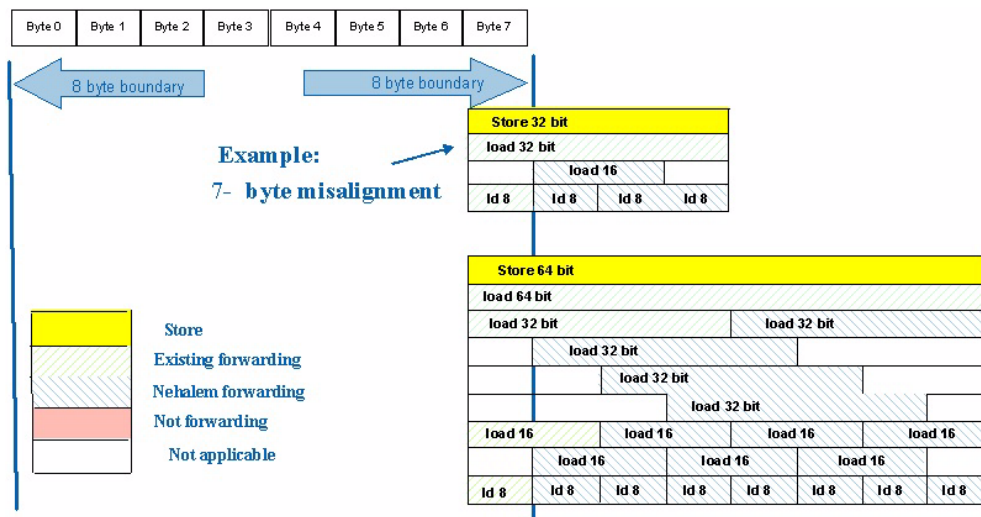 Byte 0 Byte 1 Byte 2 Byte 3 Byte 4 Byte 5 Byte 6 Byte 7
8 byte boundary 8 byte boundary
Store 32 bit
load 32 bit
load 16
ld 8 ld 8 ld 8 ld 8
Example:
7- byte misalignment
Store 64 bit
load 64 bit
load 32 bit load 32 bit
load 32 bit
load 32 bit
load 32 bit
load 16 load 16 load 16 load 16
load 16 load 16 load 16
ld 8 ld 8 ld 8 ld 8 ld 8 ld 8 ld 8 ld 8
Store
Existing forwarding
Nehalem forwarding
Not forwarding
Not applicable